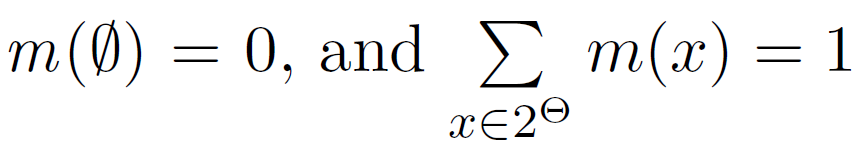 m(∅) = 0, and ∑_{x∈2^Θ} m(x) = 1